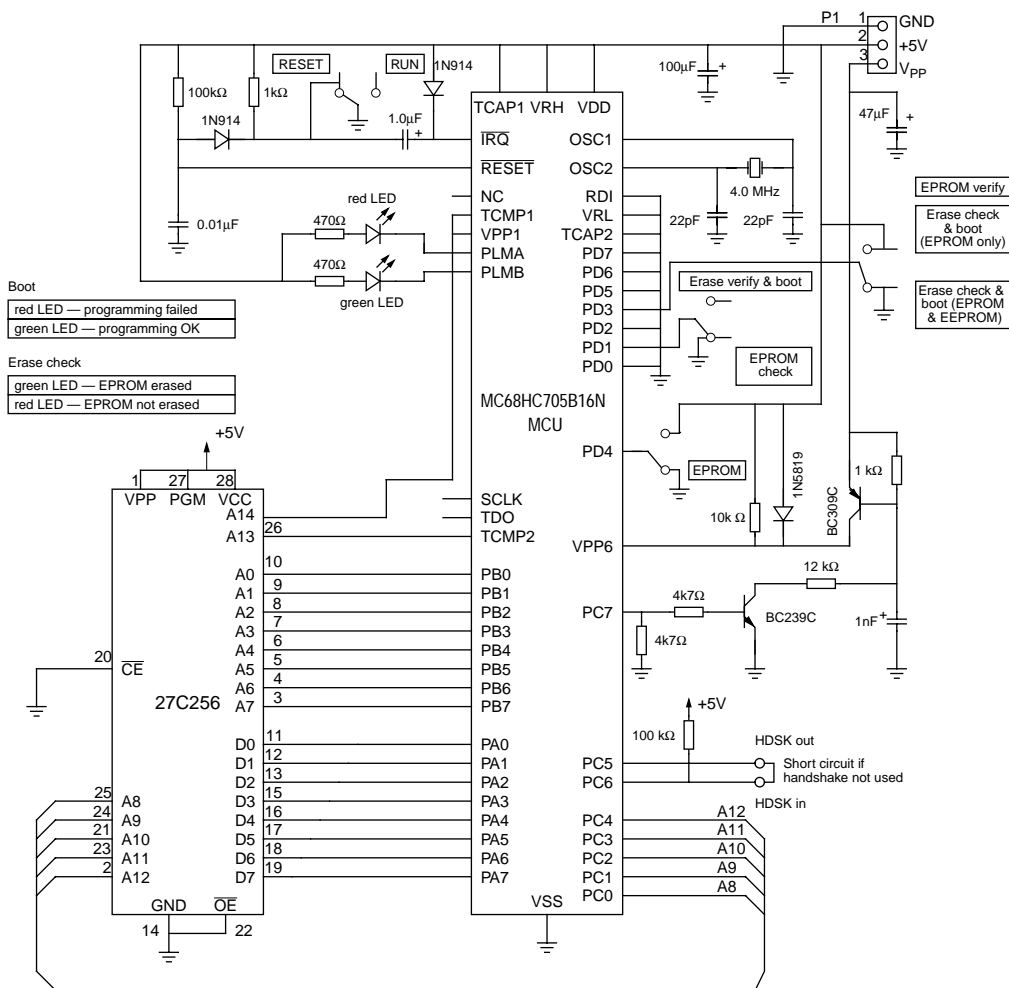 P1
1
GND
2
+5V
3
VPP
RESET
RUN
1N914
100µF
+
100kΩ
1kΩ
1N914
1.0µF
+
47µF
+
TCAP1 VRH VDD
IRQ
OSC1
RESET
OSC2
4.0 MHz
NC
RDI
TCMP1
VRL
VPP1
TCAP2
PLMA
PD7
PLMB
PD6
PD5
PD3
PD2
PD1
PD0
0.01µF
red LED
470Ω
470Ω
green LED
22pF
22pF
EPROM verify
Erase check
& boot
(EPROM only)
Erase check &
boot (EPROM
& EEPROM)
Erase verify & boot
EPROM
check
Boot
red LED — programming failed
green LED — programming OK
Erase check
green LED — EPROM erased
red LED — EPROM not erased
MC68HC705B16N
MCU
PD4
EPROM
+5V
1
27
28
VPP
PGM
VCC
A14
A13
26
SCLK
TDO
TCMP2
VPP6
10k Ω
1N5819
BC309C
1 kΩ
12 kΩ
A0
10
PB0
A1
9
PB1
A2
8
PB2
A3
7
PB3
A4
6
PB4
A5
5
PB5
A6
4
PB6
A7
3
PB7
PC7
4k7Ω
4k7Ω
BC239C
1nF
+
20
CE
27C256
+5V
100 kΩ
HDSK out
Short circuit if
handshake not used
HDSK in
D0
11
PA0
D1
12
PA1
PC5
D2
13
PA2
PC6
D3
15
PA3
D4
16
PA4
PC4
A12
D5
17
PA5
PC3
A11
D6
18
PA6
PC2
A10
D7
19
PA7
PC1
A9
PC0
A8
25
A8
24
A9
21
A10
23
A11
2
A12
GND
OE
14
22
VSS